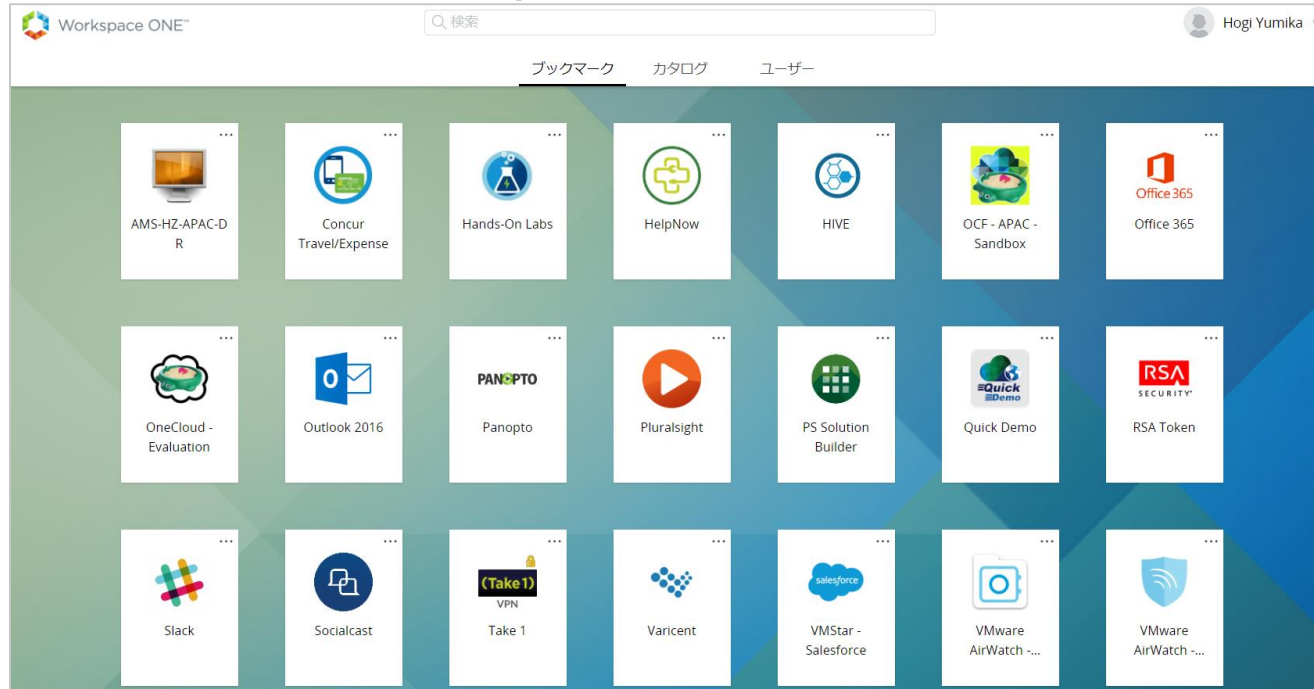 Workspace ONE™
検索
Hogi Yumika
ブックマーク カタログ ユーザー
AMS-HZ-APAC-D
R
Concur
Travel/Expense
Hands-On Labs
HelpNow
HIVE
OCF - APAC -
Sandbox
Office 365
Office 365
OneCloud -
Evaluation
Outlook 2016
PANOPTO
Panopto
Pluralsight
PS Solution
Builder
Quick
Demo
Quick Demo
RSA
SECURITY
RSA Token
Slack
Socialcast
(Take1)
VPN
Take 1
Varicent
salesforce
VMStar -
Salesforce
VMware
AirWatch -...
VMware
AirWatch -...